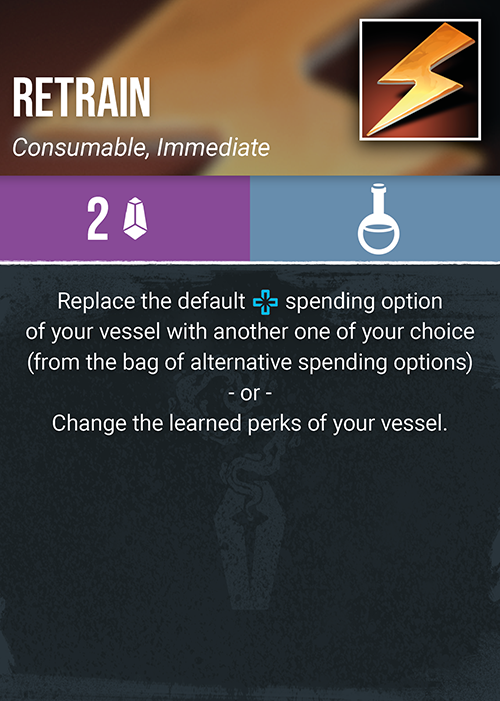 RETRAIN
Consumable, Immediate
2
Replace the default spending option
of your vessel with another one of your choice
(from the bag of alternative spending options)
- or -
Change the learned perks of your vessel.